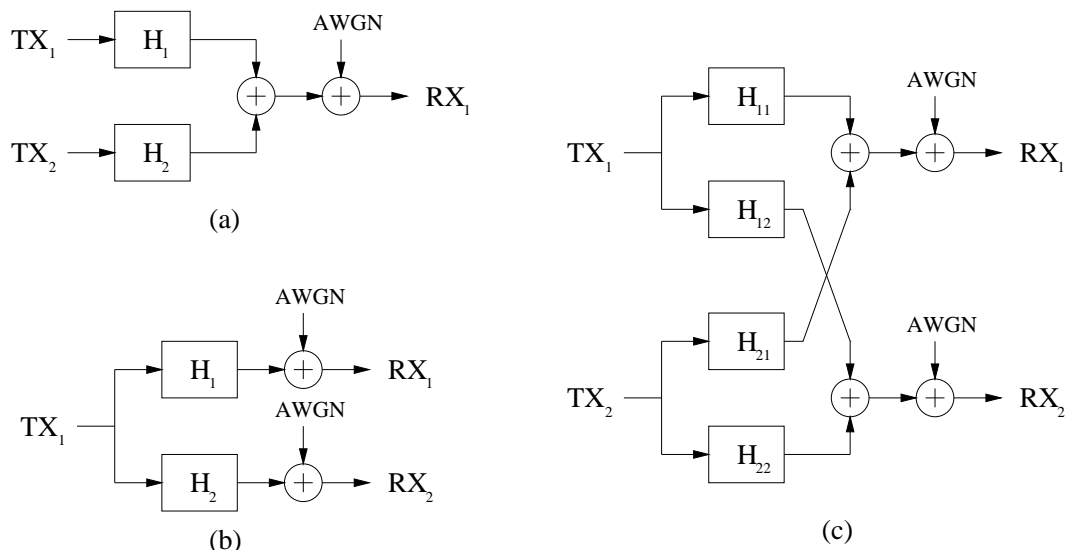 TX₁ H₁ AWGN RX₁
TX₂ H₂
(a)
TX₁ H₁ AWGN RX₁
H₂ AWGN RX₂
(b)
TX₁ H₁₁ AWGN RX₁
H₁₂
TX₂ H₂₁ AWGN RX₂
H₂₂
(c)